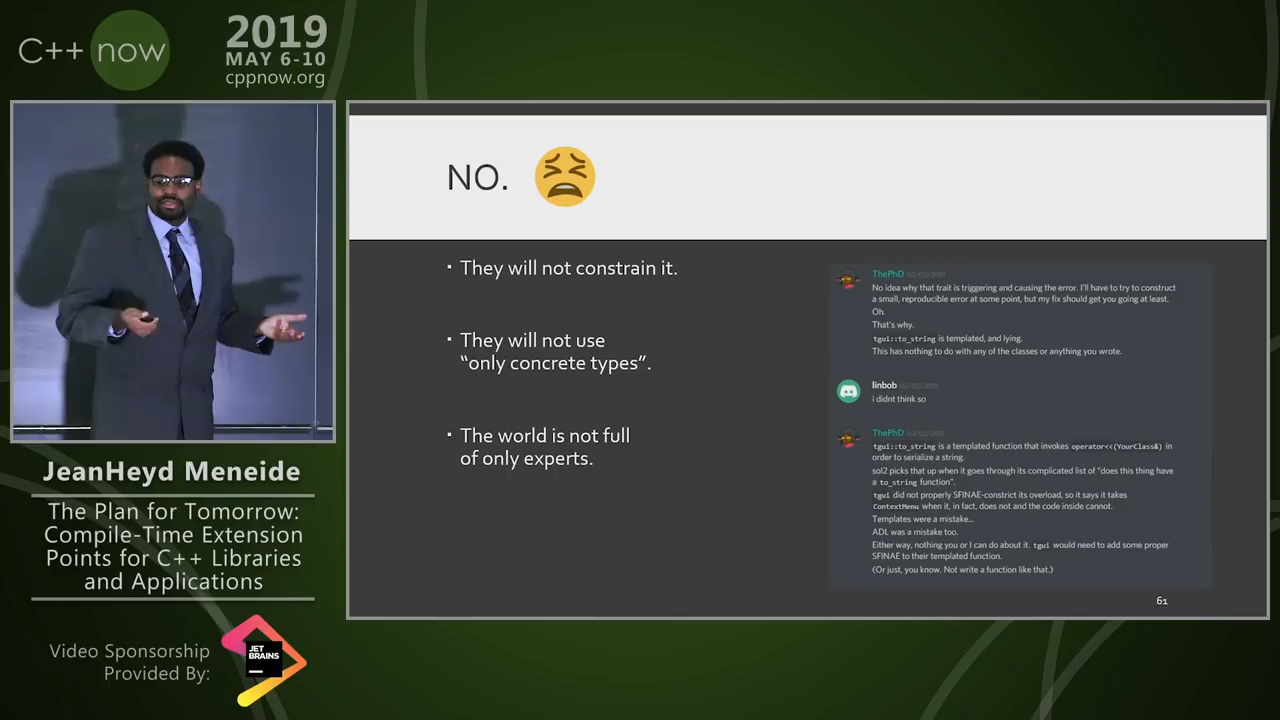 C++ now
2019
MAY 6-10
cppnow.org
NO.
▪ They will not constrain it.
▪ They will not use
“only concrete types”.
▪ The world is not full
of only experts.
ThePhD
No idea why that trait is triggering and causing the error. I'll have to try to construct
a small, reproducible error at some point, but my fix should get you going at least.
Oh.
That's why.
tgui::to_string is templated, and lying.
This has nothing to do with any of the classes or anything you wrote.
linbob
i didnt think so
ThePhD
tgui::to_string is a templated function that invokes operator<<(YourClass&) in
order to serialize a string.
sol2 picks that up when it goes through its complicated list of "does this thing have
a to_string function".
tgui did not properly SFINAE-constrict its overload, so it says it takes
ContextMenu when it, in fact, does not and the code inside cannot.
Templates were a mistake...
ADL was a mistake too.
Either way, nothing you or I can do about it. tgui would need to add some proper
SFINAE to their templated function.
(Or just, you know. Not write a function like that.)
61
JeanHeyd Meneide
The Plan for Tomorrow:
Compile-Time Extension
Points for C++ Libraries
and Applications
Video Sponsorship
Provided By:
JET
BRAINS